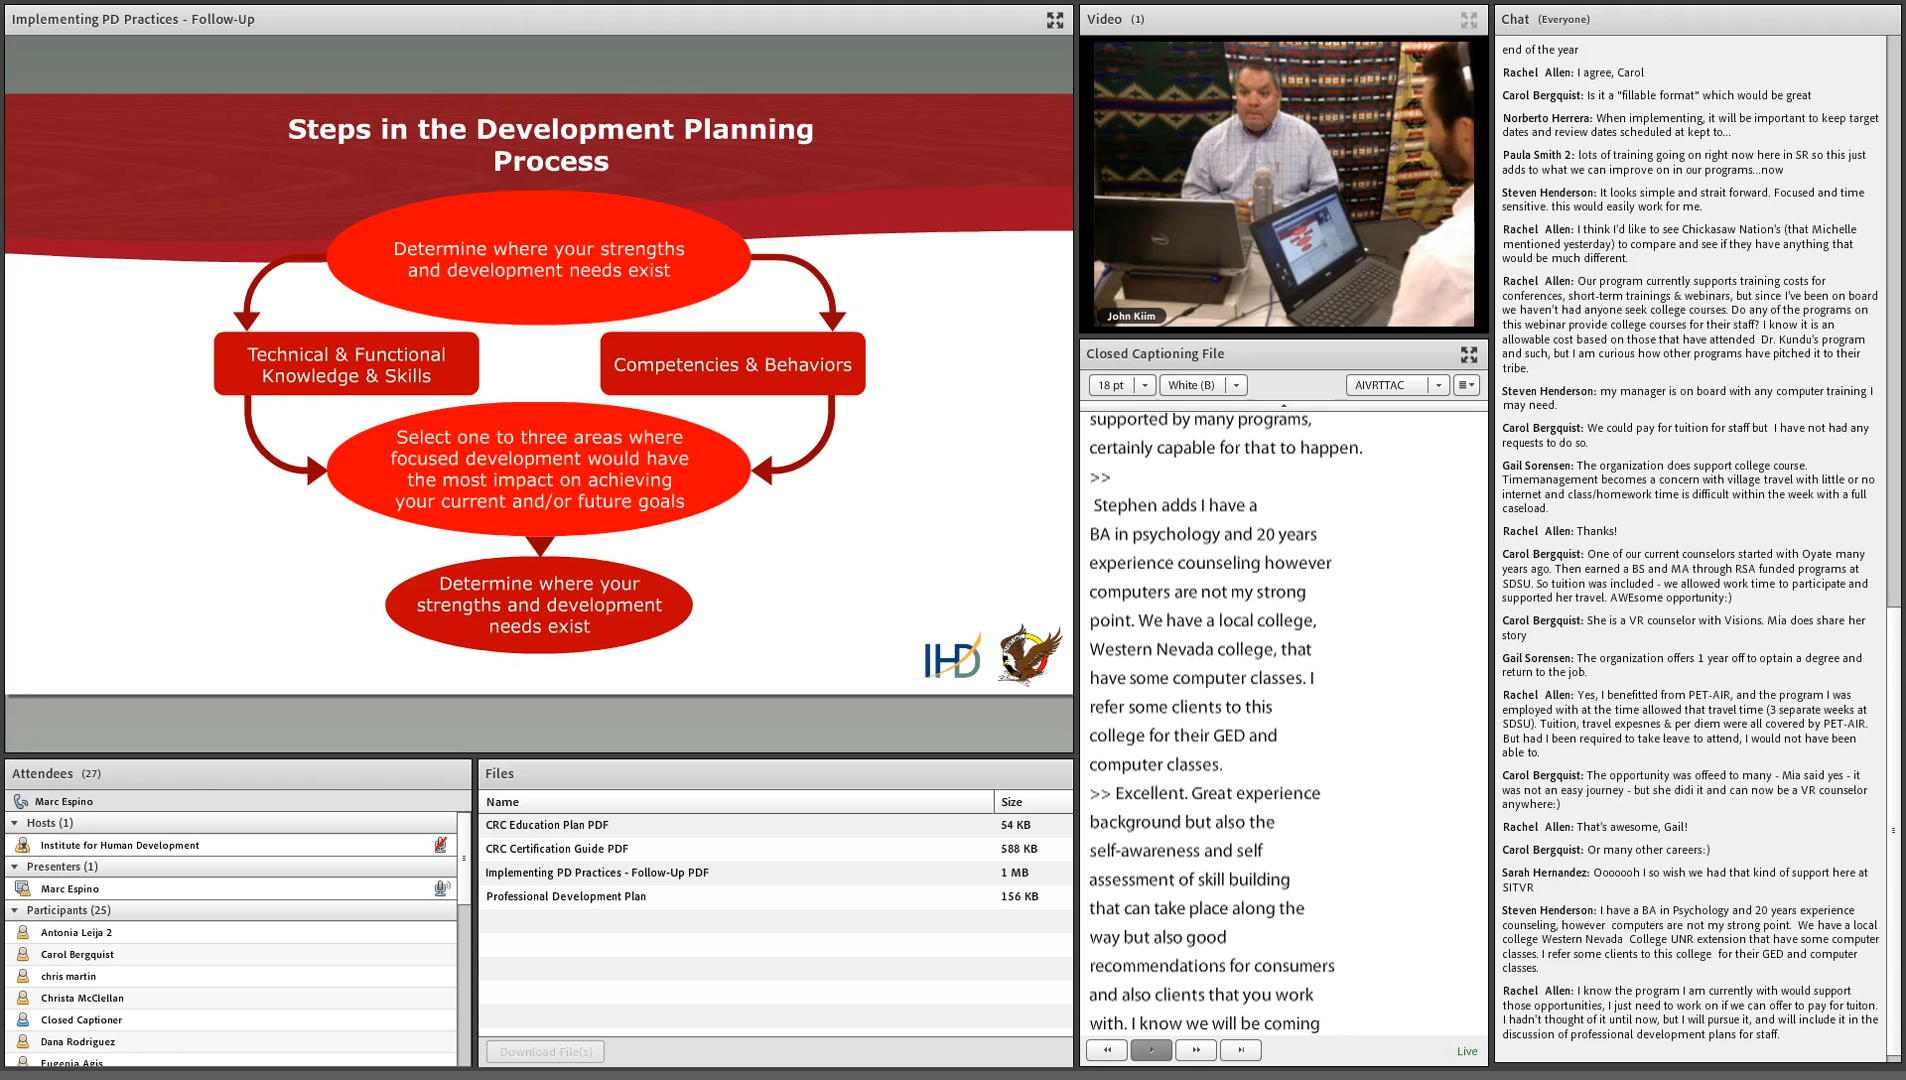 Implementing PD Practices - Follow-Up
Steps in the Development Planning
Process
Determine where your strengths
and development needs exist
Technical & Functional
Knowledge & Skills
Competencies & Behaviors
Select one to three areas where
focused development would have
the most impact on achieving
your current and/or future goals
Determine where your
strengths and development
needs exist
IHD
Attendees (27)
Marc Espino
Hosts (1)
Institute for Human Development
Presenters (1)
Marc Espino
Participants (25)
Antonia Leija 2
Carol Bergquist
chris martin
Christa McClellan
Closed Captioner
Dana Rodriguez
Eugenia Agis
Files
Name Size
CRC Education Plan PDF 54 KB
CRC Certification Guide PDF 588 KB
Implementing PD Practices - Follow-Up PDF 1 MB
Professional Development Plan 156 KB
Download File(s)
Video (1)
John Kiim
Closed Captioning File
18 pt White (B) AIVRTTAC
supported by many programs,
certainly capable for that to happen.
>>
Stephen adds I have a
BA in psychology and 20 years
experience counseling however
computers are not my strong
point. We have a local college,
Western Nevada college, that
have some computer classes. I
refer some clients to this
college for their GED and
computer classes.
>> Excellent. Great experience
background but also the
self-awareness and self
assessment of skill building
that can take place along the
way but also good
recommendations for consumers
and also clients that you work
with. I know we will be coming
Live
Chat (Everyone)
end of the year
Rachel Allen: I agree, Carol
Carol Bergquist: Is it a "fillable format" which would be great
Norberto Herrera: When implementing, it will be important to keep target
dates and review dates scheduled at kept to...
Paula Smith 2: lots of training going on right now here in SR so this just
adds to what we can improve on in our programs...now
Steven Henderson: It looks simple and strait forward. Focused and time
sensitive. this would easily work for me.
Rachel Allen: I think I'd like to see Chickasaw Nation's (that Michelle
mentioned yesterday) to compare and see if they have anything that
would be much different.
Rachel Allen: Our program currently supports training costs for
conferences, short-term trainings & webinars, but since I've been on board
we haven't had anyone seek college courses. Do any of the programs on
this webinar provide college courses for their staff? I know it is an
allowable cost based on those that have attended Dr. Kundu's program
and such, but I am curious how other programs have pitched it to their
tribe.
Steven Henderson: my manager is on board with any computer training I
may need.
Carol Bergquist: We could pay for tuition for staff but I have not had any
requests to do so.
Gail Sorensen: The organization does support college course.
Timemanagement becomes a concern with village travel with little or no
internet and class/homework time is difficult within the week with a full
caseload.
Rachel Allen: Thanks!
Carol Bergquist: One of our current counselors started with Oyate many
years ago. Then earned a BS and MA through RSA funded programs at
SDSU. So tuition was included - we allowed work time to participate and
supported her travel. AWEsome opportunity:)
Carol Bergquist: She is a VR counselor with Visions. Mia does share her
story
Gail Sorensen: The organization offers 1 year off to optain a degree and
return to the job.
Rachel Allen: Yes, I benefitted from PET-AIR, and the program I was
employed with at the time allowed that travel time (3 separate weeks at
SDSU). Tuition, travel expesnes & per diem were all covered by PET-AIR.
But had I been required to take leave to attend, I would not have been
able to.
Carol Bergquist: The opportunity was offeed to many - Mia said yes - it
was not an easy journey - but she didi it and can now be a VR counselor
anywhere:)
Rachel Allen: That's awesome, Gail!
Carol Bergquist: Or many other careers:)
Sarah Hernandez: Ooooooh I so wish we had that kind of support here at
SITVR
Steven Henderson: I have a BA in Psychology and 20 years experience
counseling, however computers are not my strong point. We have a local
college Western Nevada College UNR extension that have some computer
classes. I refer some clients to this college for their GED and computer
classes.
Rachel Allen: I know the program I am currently with would support
those opportunities, I just need to work on if we can offer to pay for tuiton.
I hadn't thought of it until now, but I will pursue it, and will include it in the
discussion of professional development plans for staff.